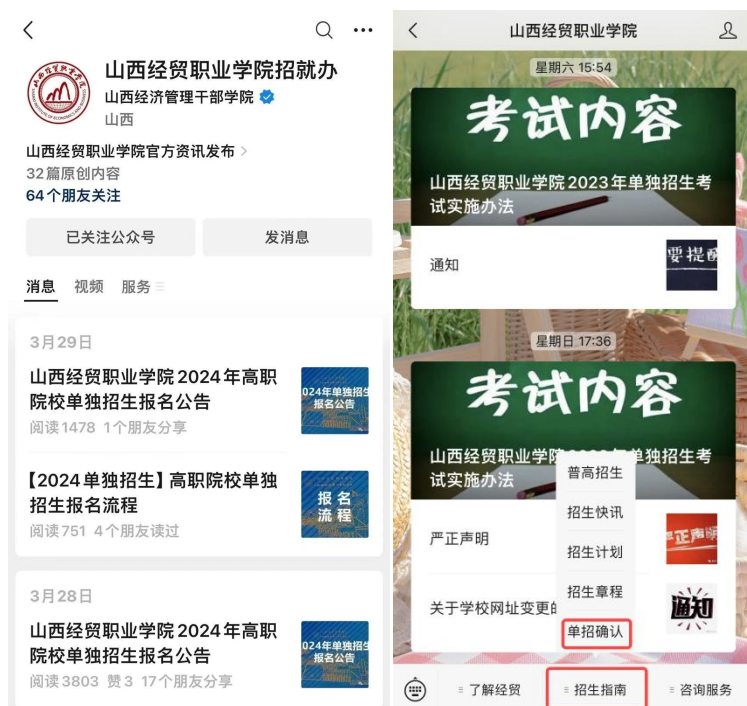 山西经贸职业学院招就办
山西经济管理干部学院
山西
山西经贸职业学院官方资讯发布
32篇原创内容
64个朋友关注
已关注公众号
发消息
消息 视频 服务
3月29日
山西经贸职业学院2024年高职
院校单独招生报名公告
阅读1478 1个朋友分享
024年单独招生
报名公告
【2024单独招生】高职院校单独
招生报名流程
阅读751 4个朋友读过
报名
流程
3月28日
山西经贸职业学院2024年高职
院校单独招生报名公告
阅读3803 赞3 17个朋友分享
024年单独招生
报名公告
山西经贸职业学院
星期六 15:54
考试内容
山西经贸职业学院2023年单独招生考
试实施办法
通知
要提醒
星期日 17:36
考试内容
山西经贸职业学院2023年单独招生考
试实施办法
严正声明
正声明
关于学校网址变更的
通知
普高招生
招生快讯
招生计划
招生章程
单招确认
了解经贸
招生指南
咨询服务